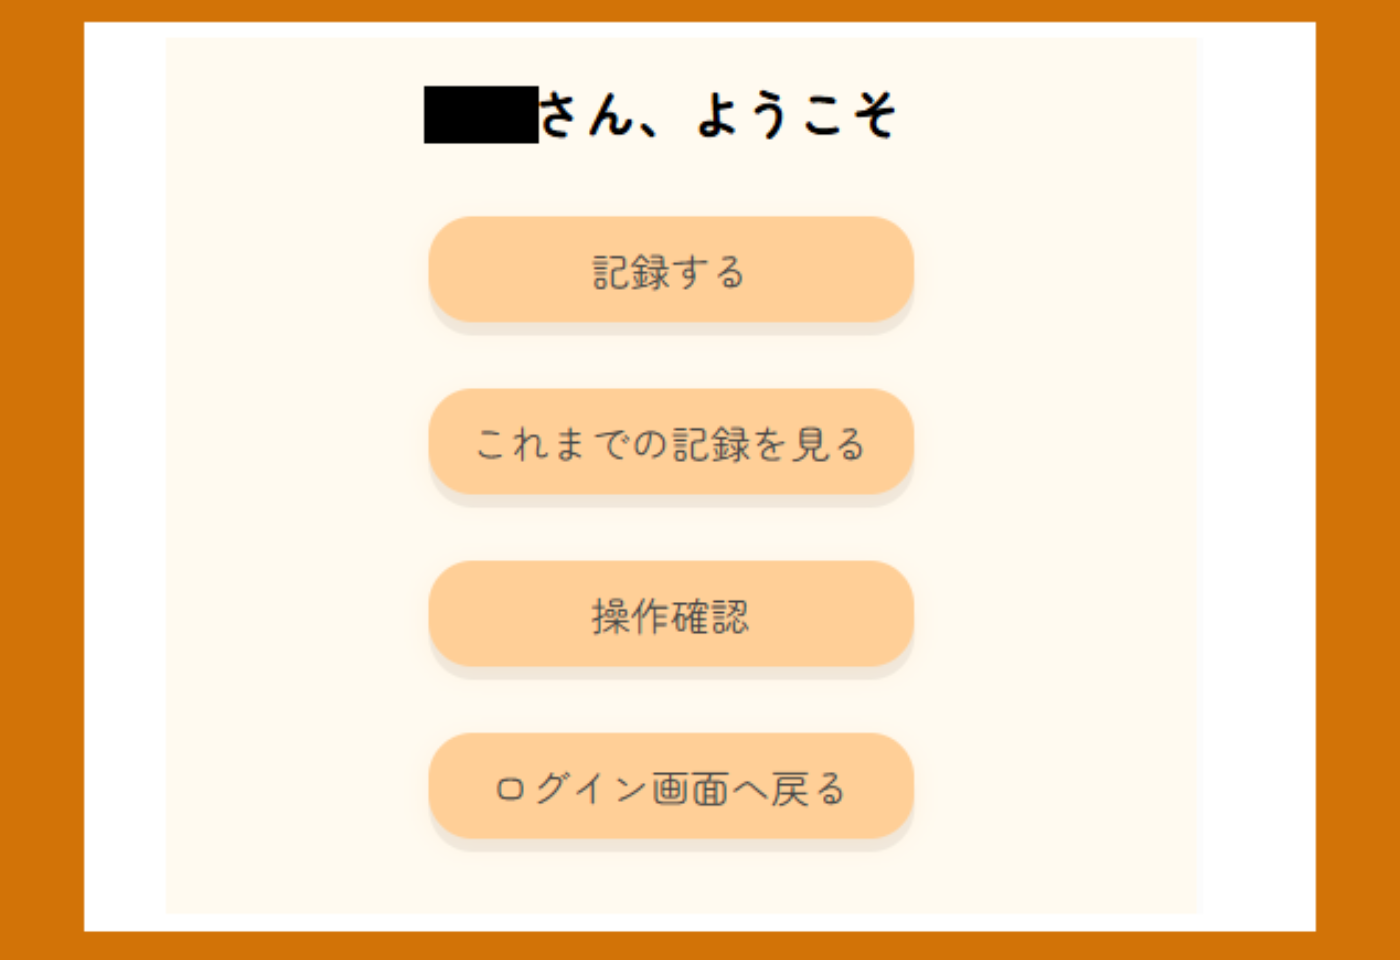 さん、ようこそ
記録する
これまでの記録を見る
操作確認
ログイン画面へ戻る